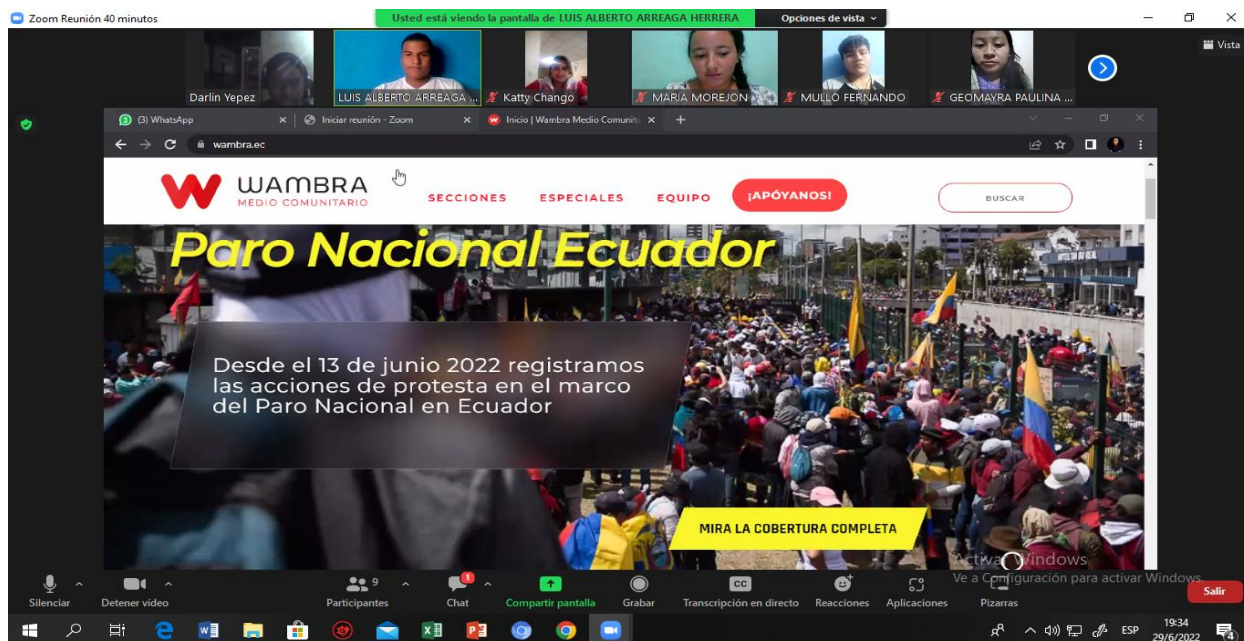 Zoom Reunión 40 minutos
Usted está viendo la pantalla de LUIS ALBERTO ARREAGA HERRERA
Opciones de vista
Vista
Darlin Yepez
LUIS ALBERTO ARREAGA ...
Katty Chango
MARIA MOREJON
MULLO FERNANDO
GEOMAYRA PAULINA ...
(3) WhatsApp
Iniciar reunión - Zoom
Inicio | Wambra Medio Comunit
wambra.ec
WAMBRA
MEDIO COMUNITARIO
SECCIONES
ESPECIALES
EQUIPO
¡APÓYANOS!
BUSCAR
Paro Nacional Ecuador
Desde el 13 de junio 2022 registramos
las acciones de protesta en el marco
del Paro Nacional en Ecuador
MIRA LA COBERTURA COMPLETA
Activar Windows
Ve a Configuración para activar Windows.
Silenciar
Detener vídeo
9
Participantes
1
Chat
Compartir pantalla
Grabar
CC
Transcripción en directo
Reacciones
Aplicaciones
Pizarras
Salir
ESP
19:34
29/6/2022
4